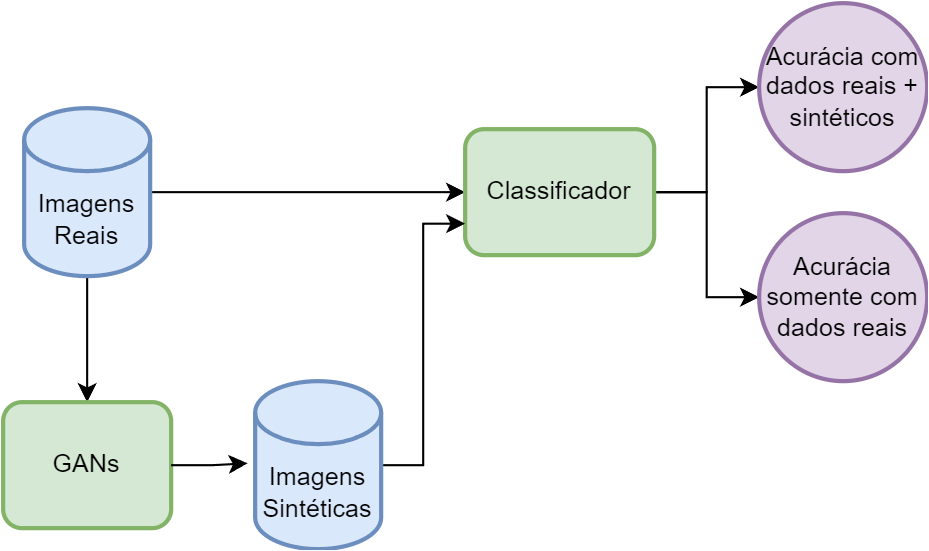 Acurácia com
dados reais +
sintéticos
Imagens
Reais
Classificador
Acurácia
somente com
dados reais
GANs
Imagens
Sintéticas